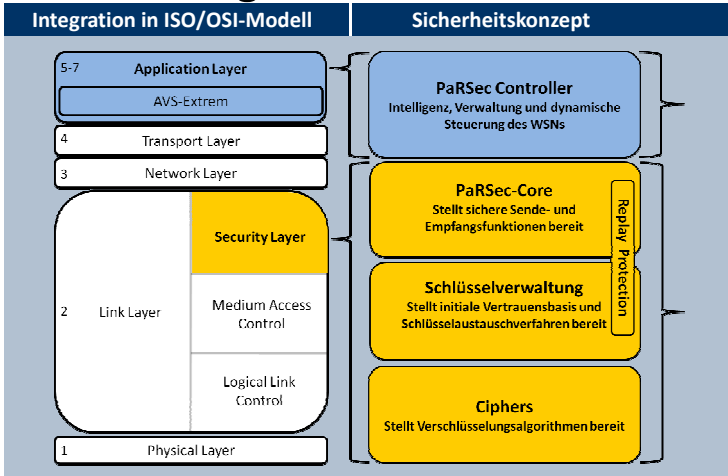 Integration in ISO/OSI-Modell
Sicherheitskonzept
5-7
Application Layer
AVS-Extrem
4
Transport Layer
3
Network Layer
2
Link Layer
Security Layer
Medium Access
Control
Logical Link
Control
1
Physical Layer
PaRSec Controller
Intelligenz, Verwaltung und dynamische
Steuerung des WSNs
PaRSec-Core
Stellt sichere Sende- und
Empfangsfunktionen bereit
Replay Protection
Schlüsselverwaltung
Stellt initiale Vertrauensbasis und
Schlüsselaustauschverfahren bereit
Ciphers
Stellt Verschlüsselungsalgorithmen bereit